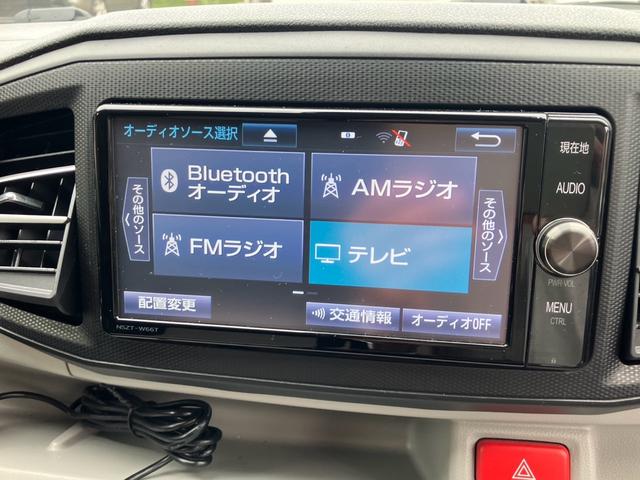 オーディオソース選択
現在地
Bluetooth
オーディオ
AMラジオ
AUDIO
その他のソース
FMラジオ
テレビ
その他のソース
PWR·VOL
MENU
CTRL
配置変更
交通情報
オーディオOFF
NSZT-W66T